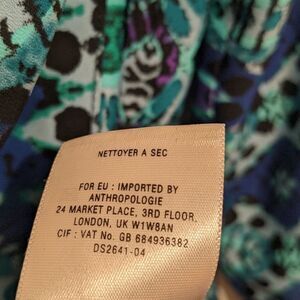 NETTOYER A SEC
FOR EU : IMPORTED BY
ANTHROPOLOGIE
24 MARKET PLACE, 3RD FLOOR,
LONDON, UK W1W8AN
CIF : VAT No. GB 684936382
DS2641-04